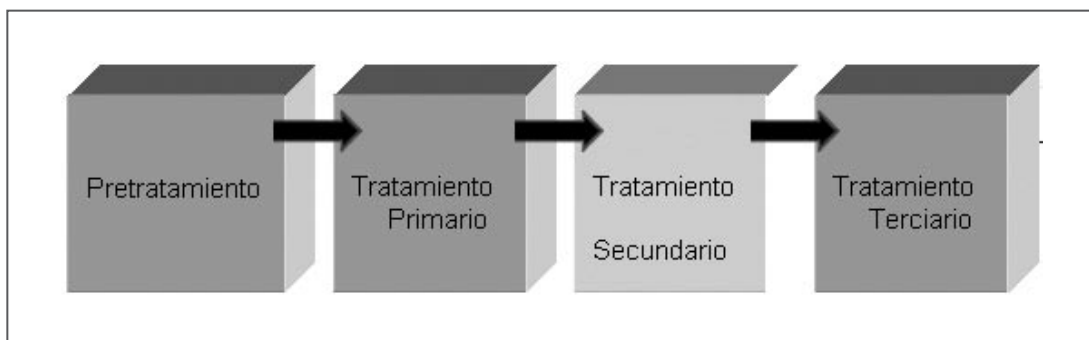 Pretratamiento
Tratamiento
Primario
Tratamiento
Secundario
Tratamiento
Terciario